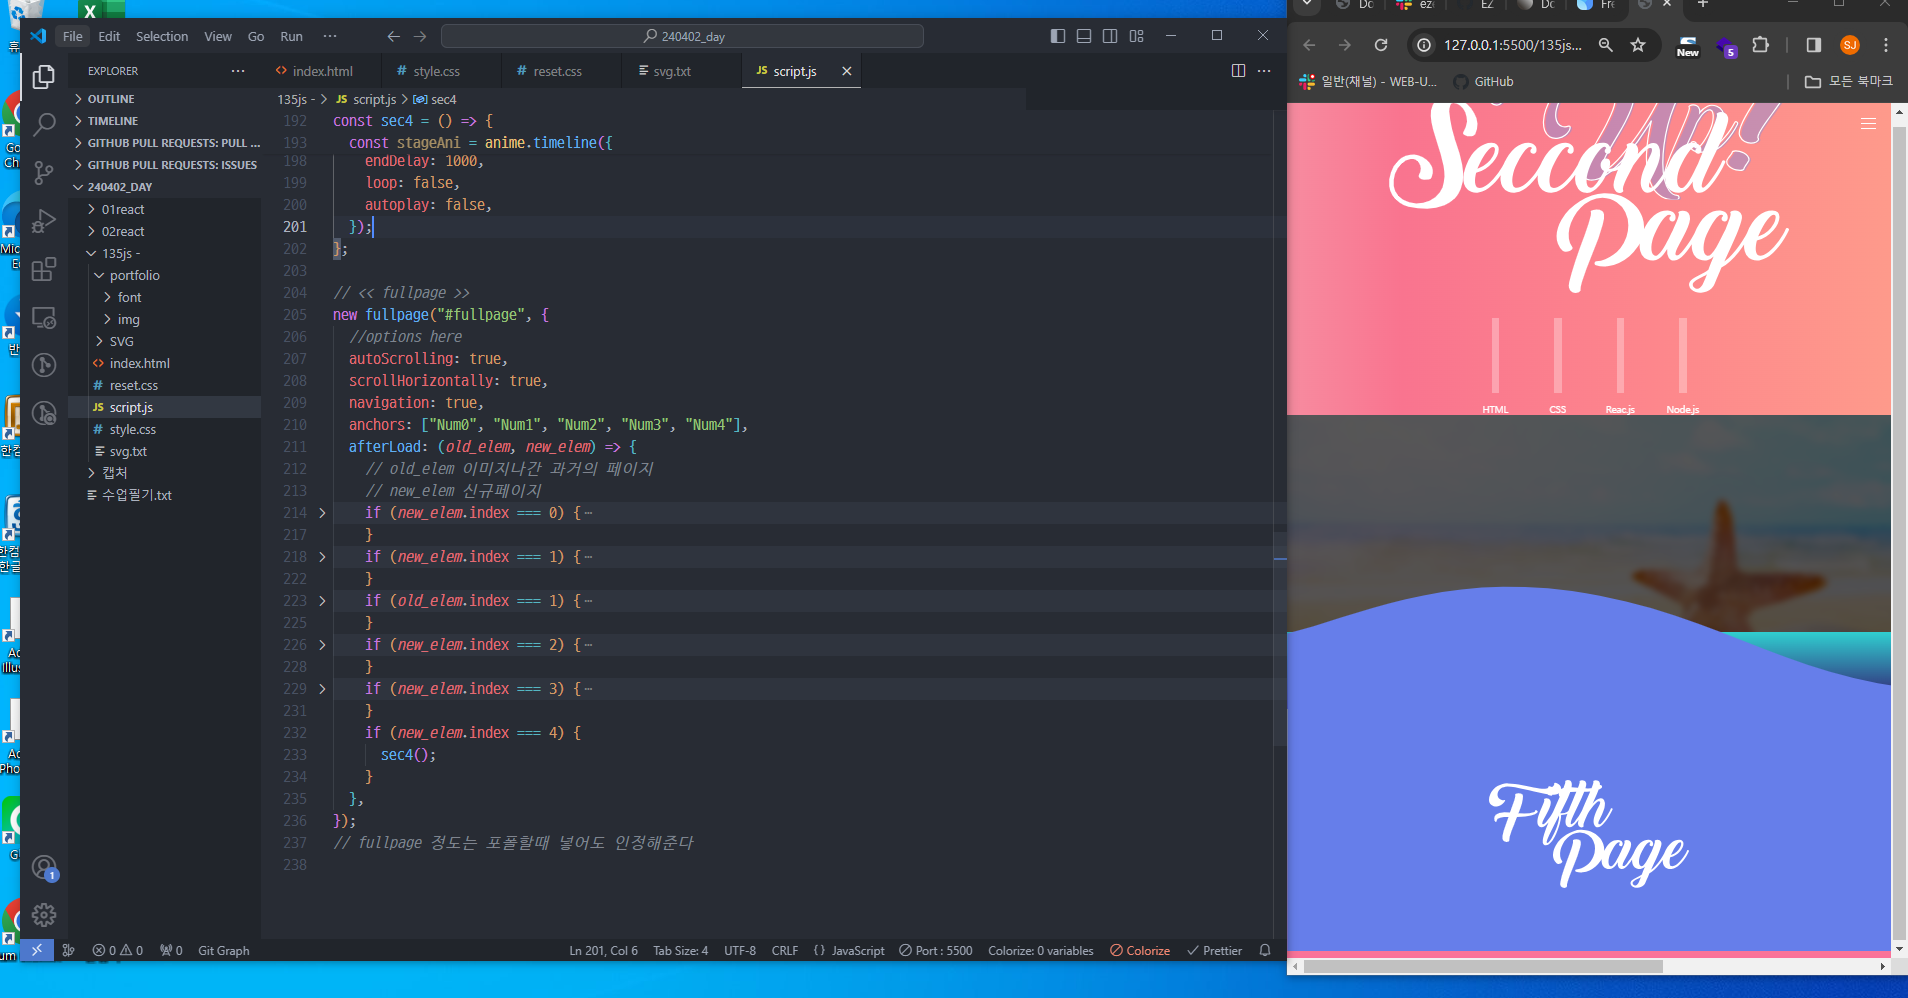 File Edit Selection View Go Run ··· 240402_day
EXPLORER ···
OUTLINE
TIMELINE
GITHUB PULL REQUESTS: PULL ...
GITHUB PULL REQUESTS: ISSUES
240402_DAY
01react
02react
135js -
portfolio
font
img
SVG
index.html
reset.css
script.js
style.css
svg.txt
캡처
수업필기.txt
index.html style.css reset.css svg.txt JS script.js
135js - > JS script.js > sec4
192 const sec4 = () => {
193 const stageAni = anime.timeline({
198 endDelay: 1000,
199 loop: false,
200 autoplay: false,
201 });
202 };
203
204 // << fullpage >>
205 new fullpage("#fullpage", {
206 //options here
207 autoScrolling: true,
208 scrollHorizontally: true,
209 navigation: true,
210 anchors: ["Num0", "Num1", "Num2", "Num3", "Num4"],
211 afterLoad: (old_elem, new_elem) => {
212 // old_elem 이미지나간 과거의 페이지
213 // new_elem 신규페이지
214 if (new_elem.index === 0) {···
217 }
218 if (new_elem.index === 1) {···
222 }
223 if (old_elem.index === 1) {···
225 }
226 if (new_elem.index === 2) {···
228 }
229 if (new_elem.index === 3) {···
231 }
232 if (new_elem.index === 4) {
233 sec4();
234 }
235 },
236 });
237 // fullpage 정도는 포폴할때 넣어도 인정해준다
238
0 0 0 Git Graph Ln 201, Col 6 Tab Size: 4 UTF-8 CRLF {} JavaScript Port : 5500 Colorize: 0 variables Colorize Prettier
127.0.0.1:5500/135js... New 5 SJ
일반(채널) - WEB-U... GitHub 모든 북마크
Up!
Seccond
Page
HTML CSS Reac.js Node.js
Fifth
Page